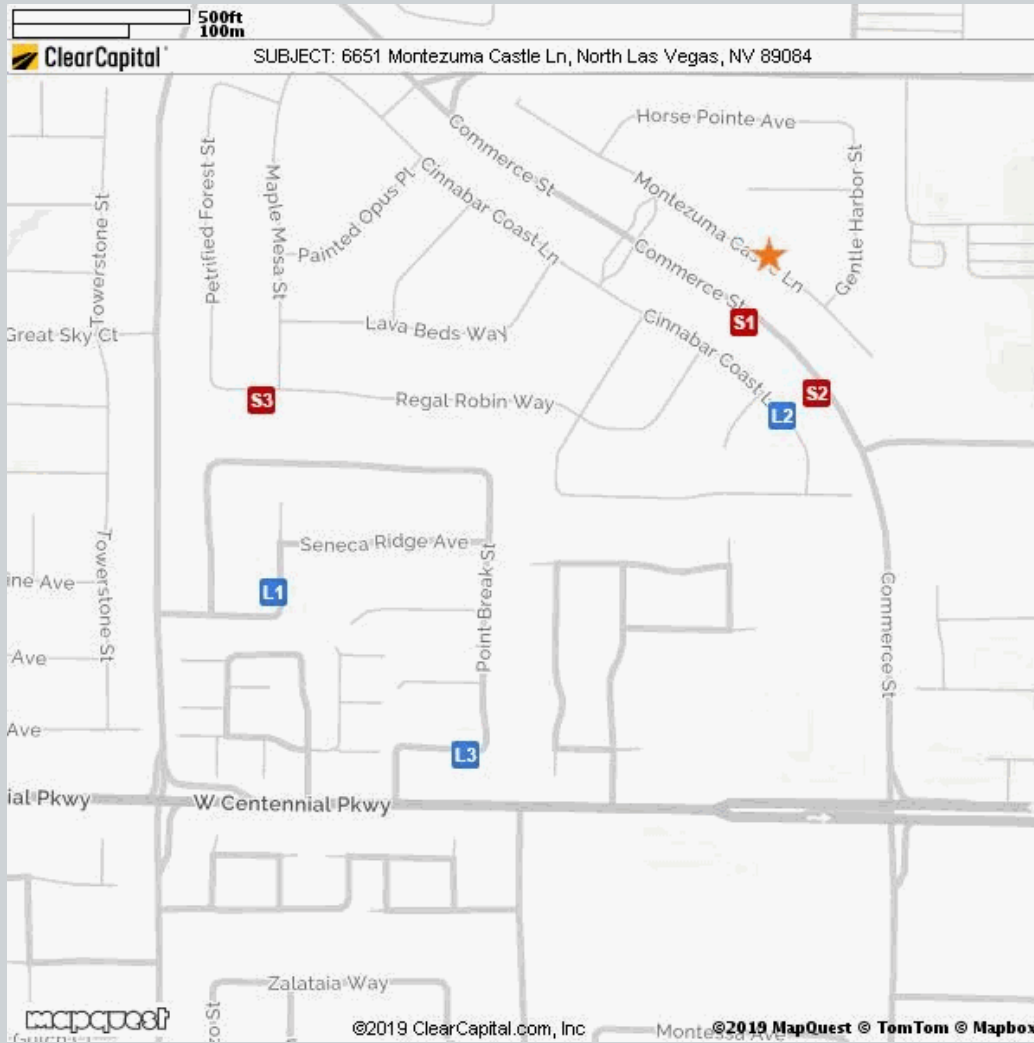 500ft
100m
ClearCapital
SUBJECT: 6651 Montezuma Castle Ln, North Las Vegas, NV 89084
Horse Pointe Ave
Commerce St
Petrified Forest St
Maple Mesa St
Painted Opus Pl
Cinnabar Coast Ln
Montezuma Ln
Gentle Harbor St
Towerstone St
Commerce St
Great Sky Ct
Lava Beds Way
S1
Cinnabar Coast
S3
Regal Robin Way
S2
L2
Seneca Ridge Ave
Towerstone St
ine Ave
L1
Point Break St
Commerce St
Ave
Ave
L3
ial Pkwy
W Centennial Pkwy
Zalataia Way
mapquest
©2019 ClearCapital.com, Inc
©2019 MapQuest © TomTom © Mapbox